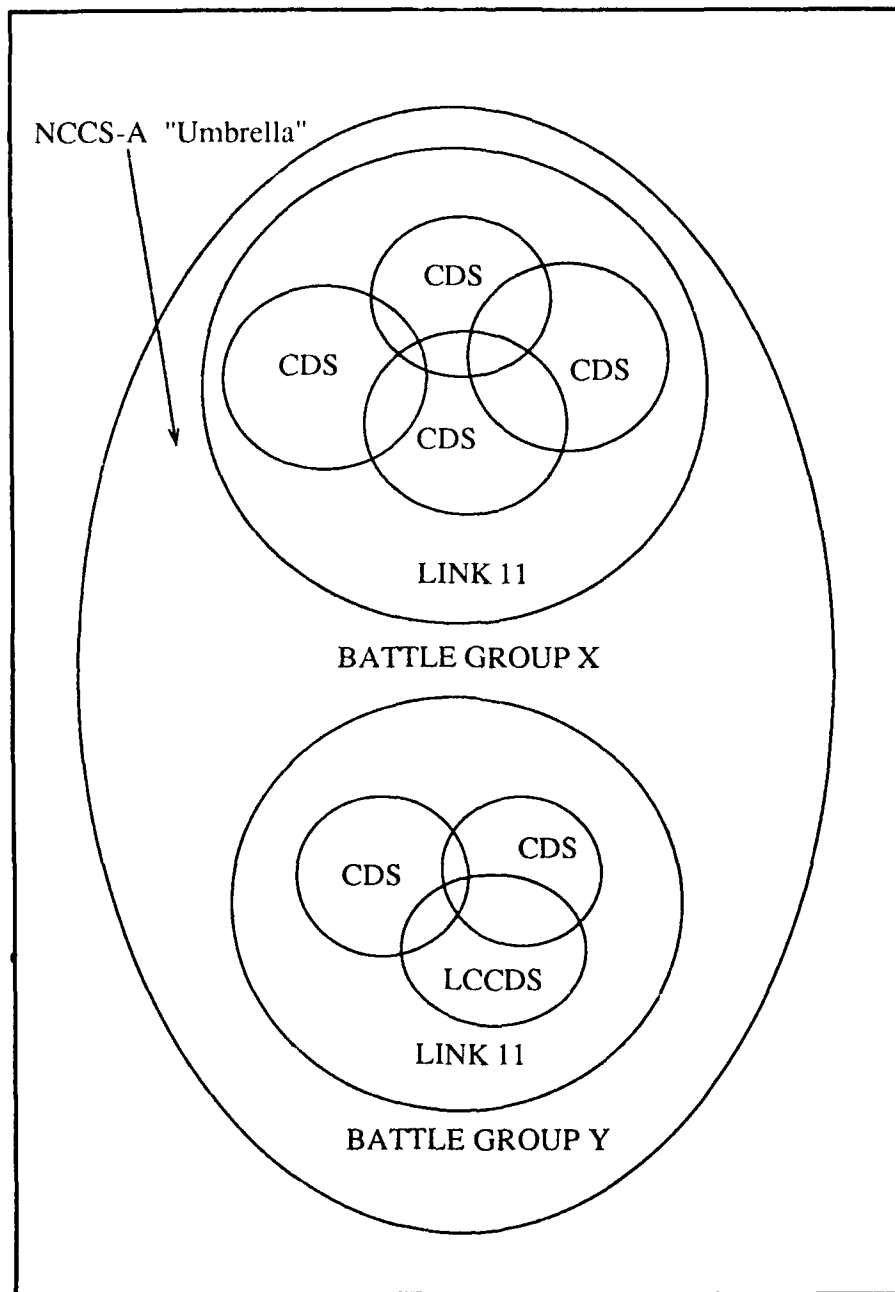 NCCS-A "Umbrella"
CDS
CDS
CDS
CDS
LINK 11
BATTLE GROUP X
CDS
CDS
LCCDS
LINK 11
BATTLE GROUP Y